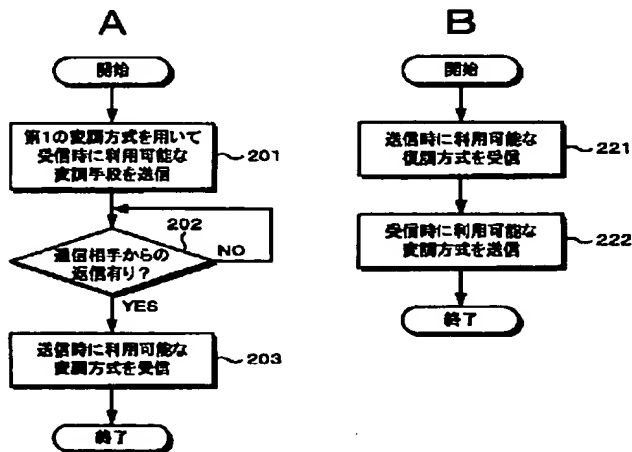 A
開始
第1の変調方式を用いて
受信時に利用可能な
変調手段を送信
201
202
通信相手からの
返信有り?
NO
YES
送信時に利用可能な
変調方式を受信
203
終了
B
開始
送信時に利用可能な
復調方式を受信
221
受信時に利用可能な
変調方式を送信
222
終了